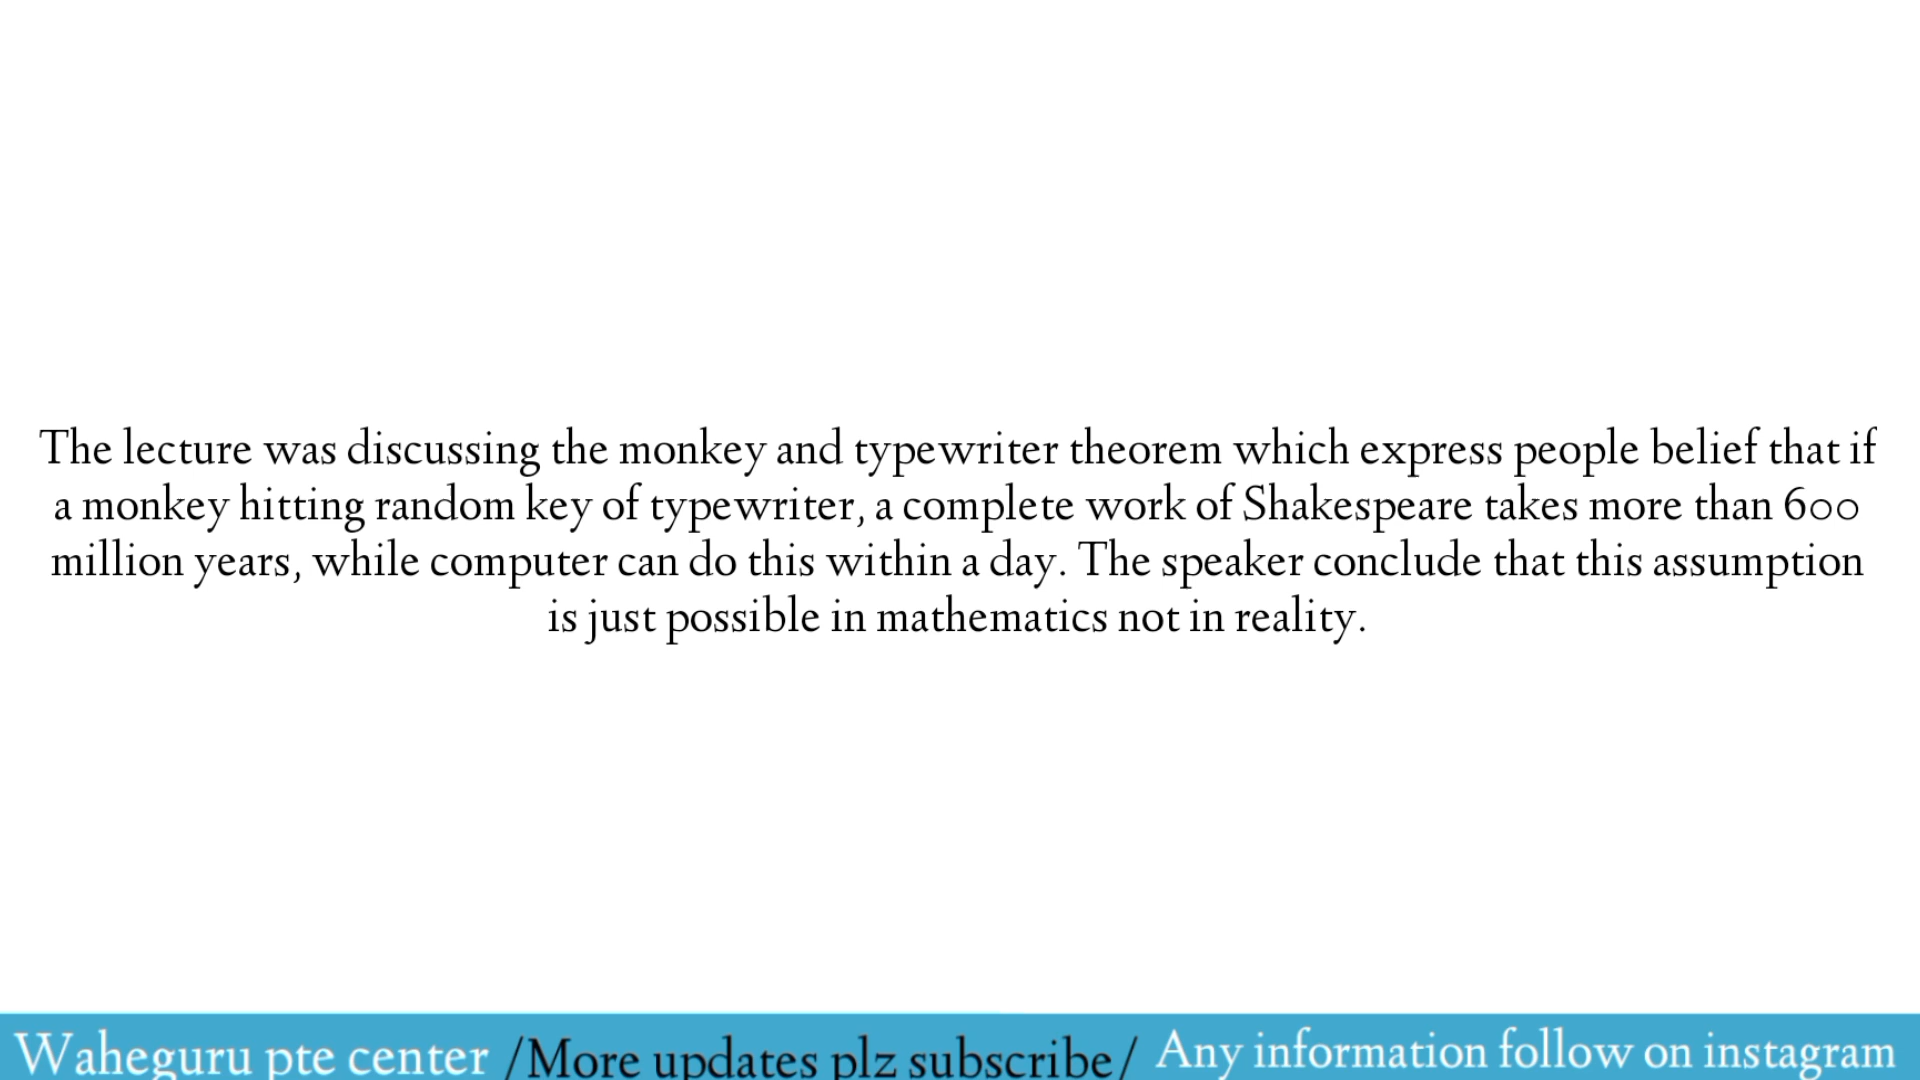 The lecture was discussing the monkey and typewriter theorem which express people belief that if
a monkey hitting random key of typewriter, a complete work of Shakespeare takes more than 600
million years, while computer can do this within a day. The speaker conclude that this assumption
is just possible in mathematics not in reality.
Waheguru pte center /More updates plz subscribe/ Any information follow on instagram